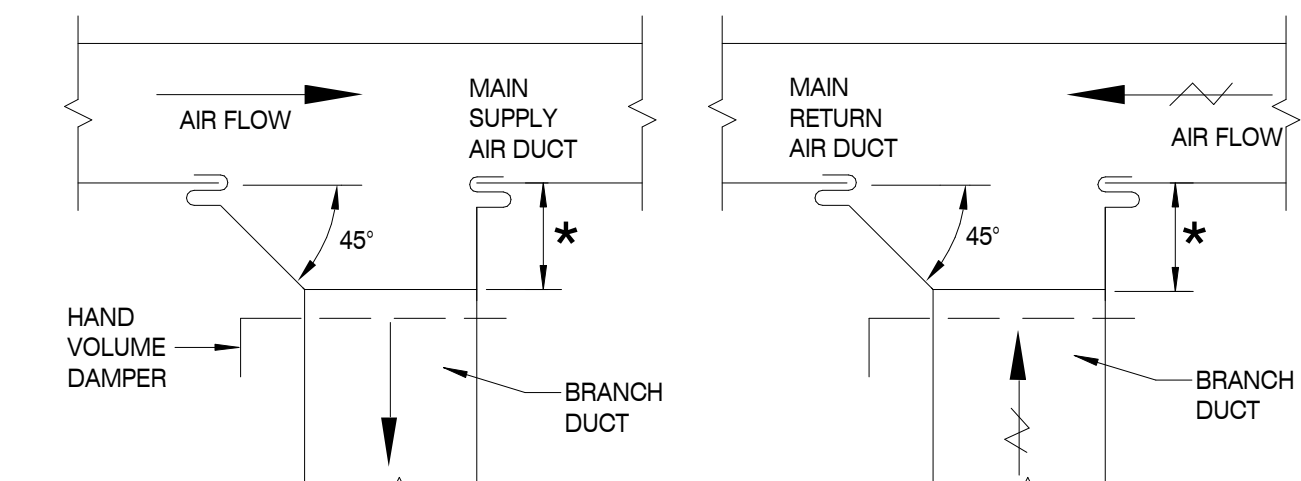 AIR FLOW
MAIN
SUPPLY
AIR DUCT
45°
*
HAND
VOLUME
DAMPER
BRANCH
DUCT
MAIN
RETURN
AIR DUCT
AIR FLOW
45°
*
BRANCH
DUCT